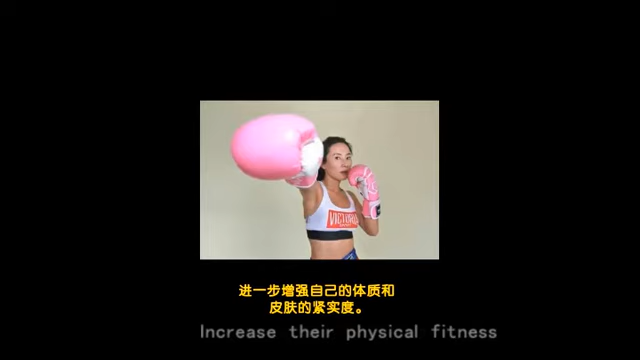 进一步增强自己的体质和
皮肤的紧实度。
Increase their physical fitness